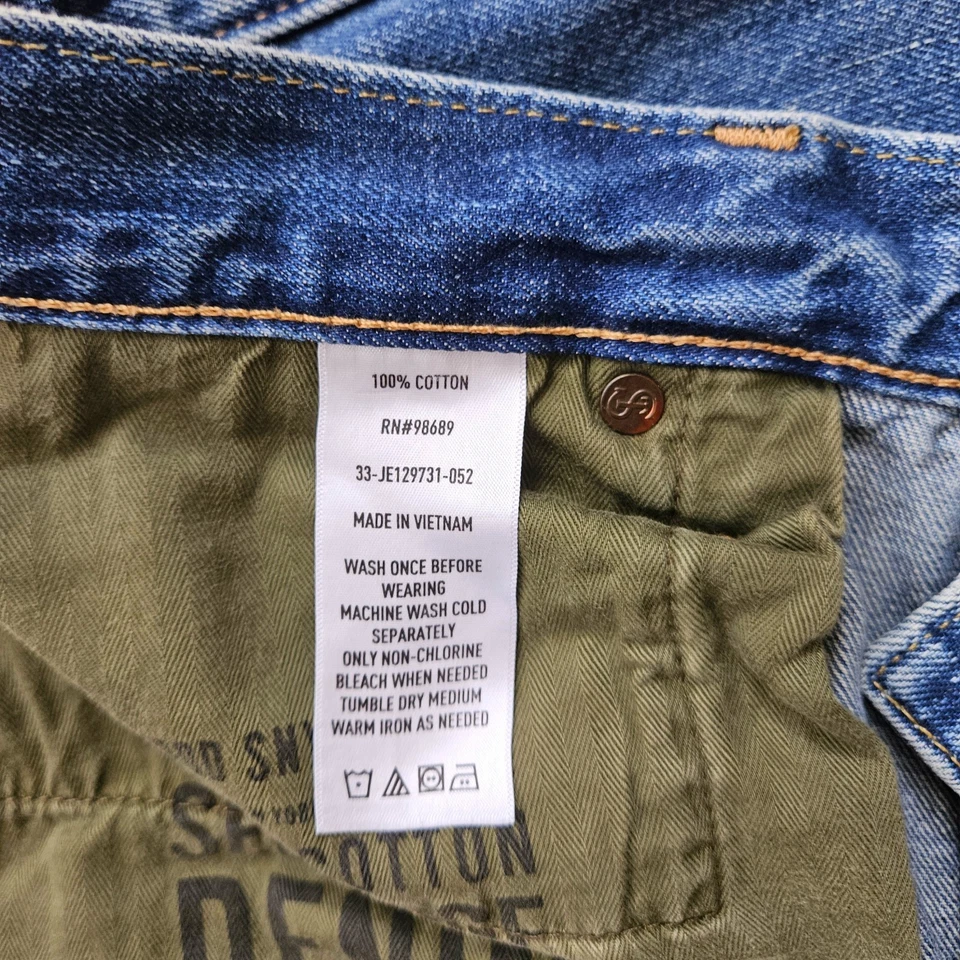 100% COTTON
RN#98689
33-JE129731-052
MADE IN VIETNAM
WASH ONCE BEFORE
WEARING
MACHINE WASH COLD
SEPARATELY
ONLY NON-CHLORINE
BLEACH WHEN NEEDED
TUMBLE DRY MEDIUM
WARM IRON AS NEEDED
COTTON